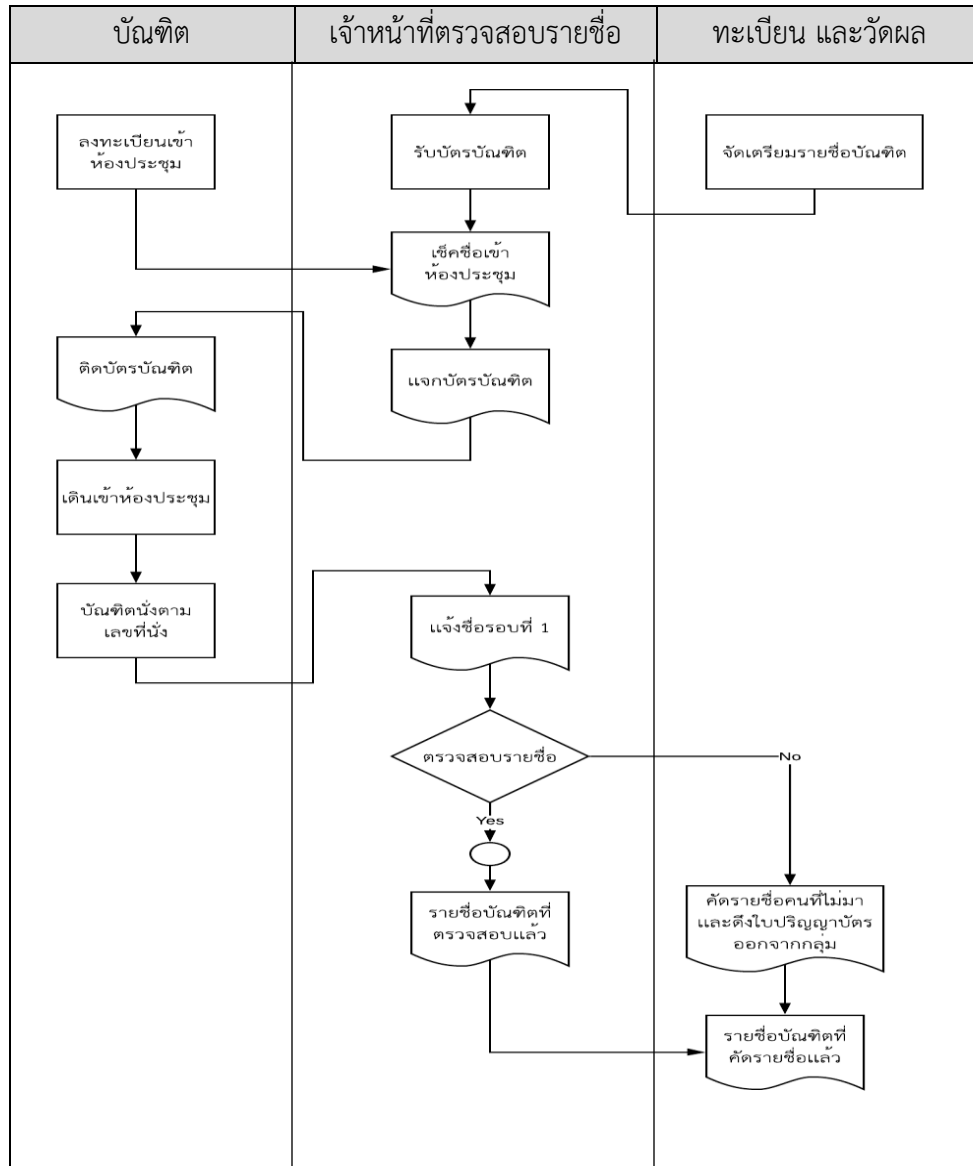 บัณฑิต
เจ้าหน้าที่ตรวจสอบรายชื่อ
ทะเบียน และวัดผล
ลงทะเบียนเข้า
ห้องประชุม
รับบัตรบัณฑิต
จัดเตรียมรายชื่อบัณฑิต
เช็คชื่อเข้า
ห้องประชุม
ติดบัตรบัณฑิต
แจกบัตรบัณฑิต
เดินเข้าห้องประชุม
บัณฑิตนั่งตาม
เลขที่นั่ง
แจ้งชื่อรอบที่ 1
ตรวจสอบรายชื่อ
No
Yes
รายชื่อบัณฑิตที่
ตรวจสอบแล้ว
คัดรายชื่อคนที่ไม่มา
และดึงใบปริญญาบัตร
ออกจากกลุ่ม
รายชื่อบัณฑิตที่
คัดรายชื่อแล้ว